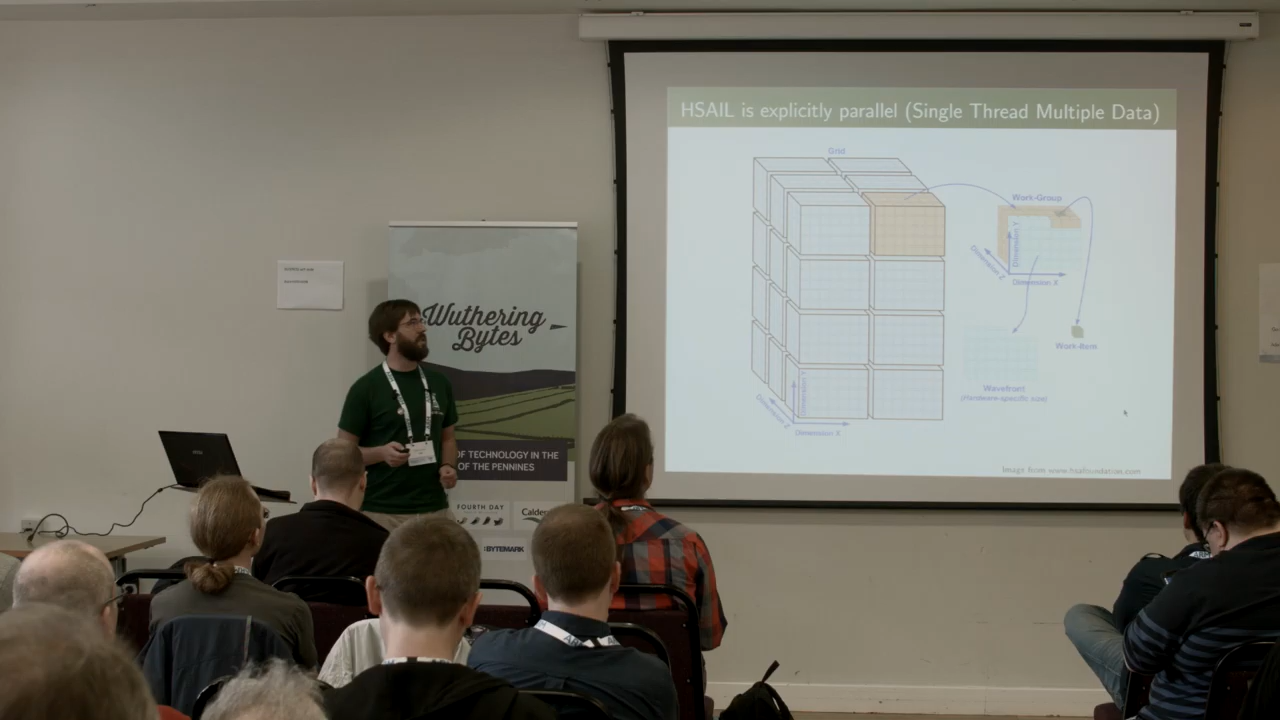 HSAIL is explicitly parallel (Single Thread Multiple Data)
Grid
Work-Group
Dimension Y
Dimension Z
Dimension X
Work-Item
Wavefront
(Hardware-specific size)
Dimension Y
Dimension Z
Dimension X
Image from www.hsafoundation.com
Wuthering
Bytes
OF TECHNOLOGY IN THE
OF THE PENNINES
FOURTH DAY
Calder
BYTEMARK